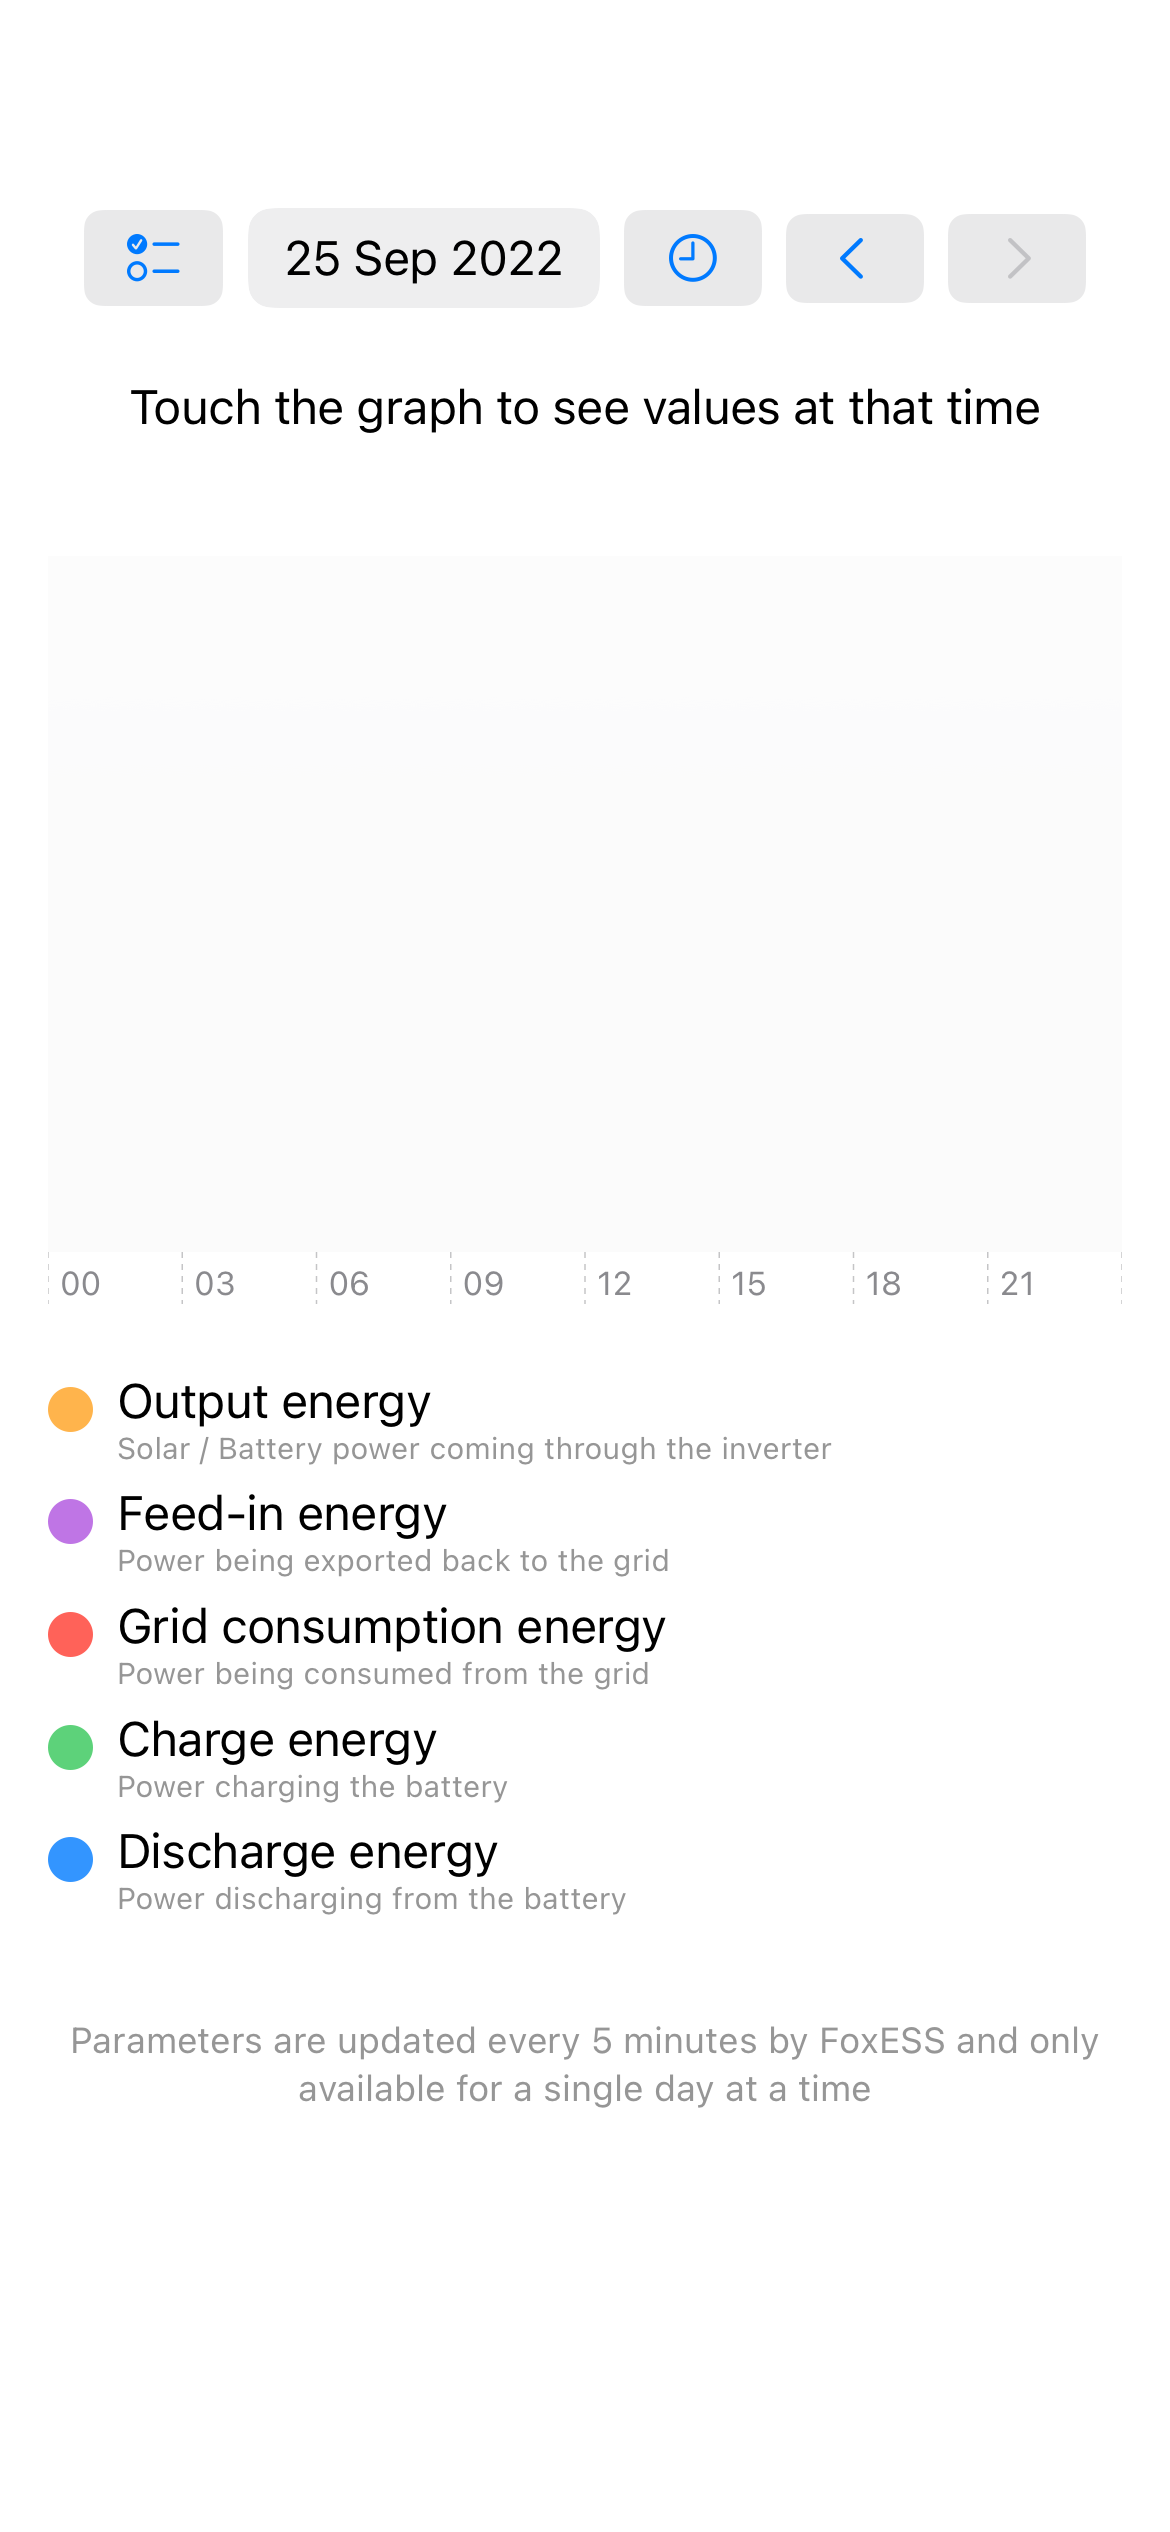 25 Sep 2022
Touch the graph to see values at that time
00 03 06 09 12 15 18 21
Output energy
Solar / Battery power coming through the inverter
Feed-in energy
Power being exported back to the grid
Grid consumption energy
Power being consumed from the grid
Charge energy
Power charging the battery
Discharge energy
Power discharging from the battery
Parameters are updated every 5 minutes by FoxESS and only
available for a single day at a time